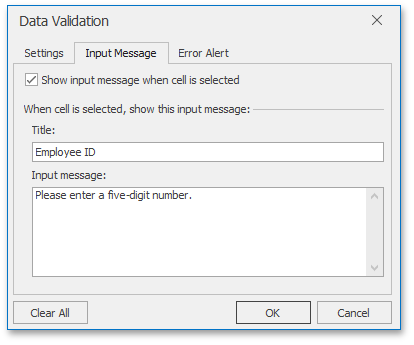 Data Validation
Settings Input Message Error Alert
Show input message when cell is selected
When cell is selected, show this input message:
Title:
Employee ID
Input message:
Please enter a five-digit number.
Clear All OK Cancel